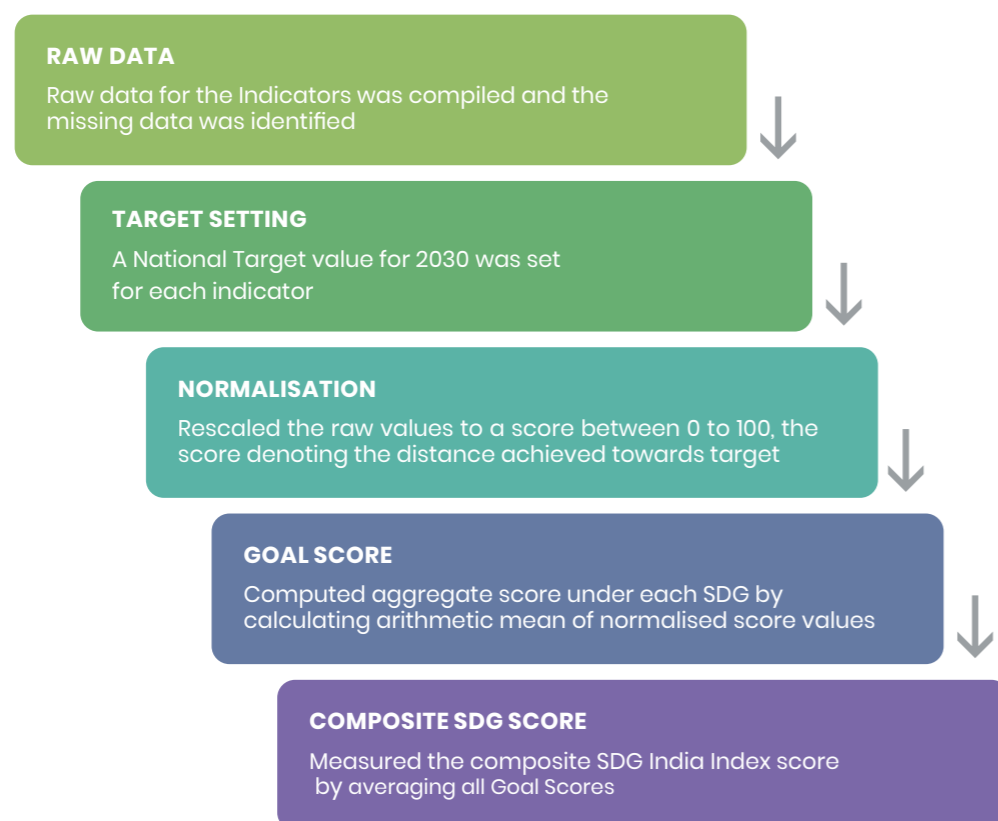 RAW DATA
Raw data for the Indicators was compiled and the
missing data was identified
TARGET SETTING
A National Target value for 2030 was set
for each indicator
NORMALISATION
Rescaled the raw values to a score between 0 to 100, the
score denoting the distance achieved towards target
GOAL SCORE
Computed aggregate score under each SDG by
calculating arithmetic mean of normalised score values
COMPOSITE SDG SCORE
Measured the composite SDG India Index score
by averaging all Goal Scores